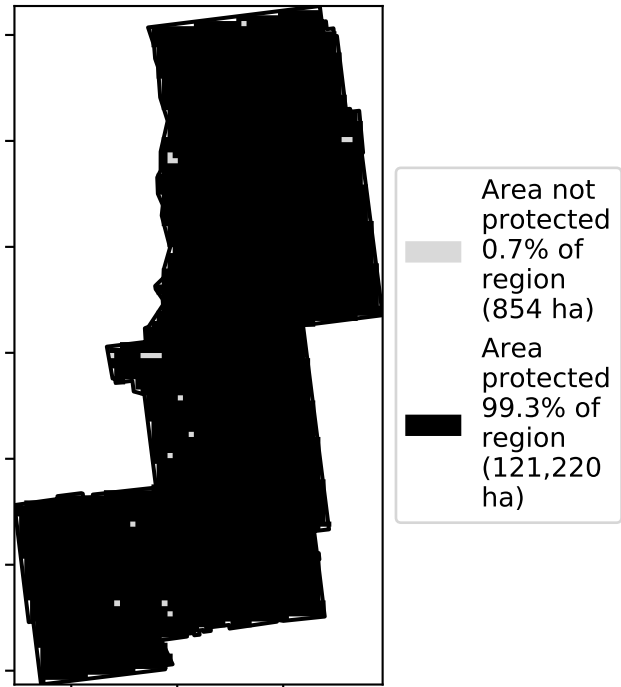 Area not
protected
0.7% of
region
(854 ha)
Area
protected
99.3% of
region
(121,220
ha)